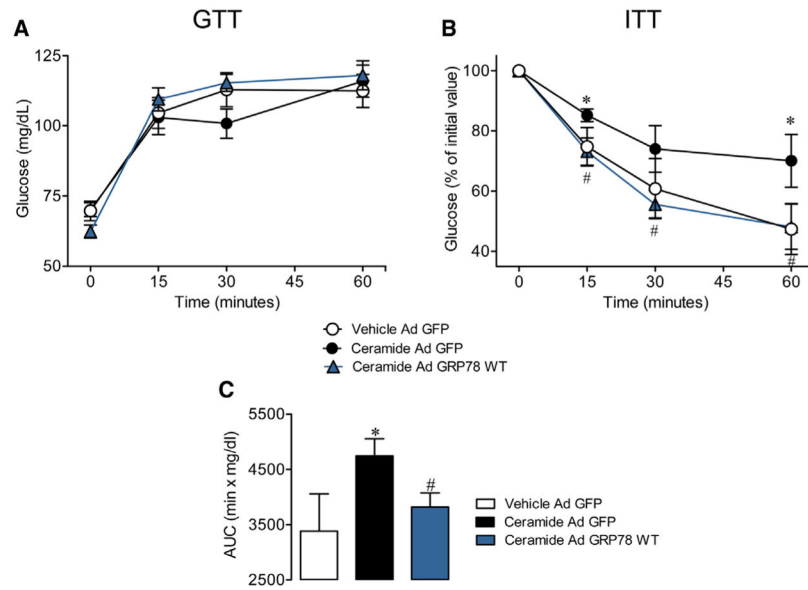 GTT
ITT
A
B
125
100
75
50
Glucose (mg/dL)
0
15
30
45
60
Time (minutes)
100
80
60
40
Glucose (% of initial value)
*
*
#
#
#
0
15
30
45
60
Time (minutes)
Vehicle Ad GFP
Ceramide Ad GFP
Ceramide Ad GRP78 WT
C
5500
4500
3500
2500
AUC (min x mg/dl)
*
#
Vehicle Ad GFP
Ceramide Ad GFP
Ceramide Ad GRP78 WT